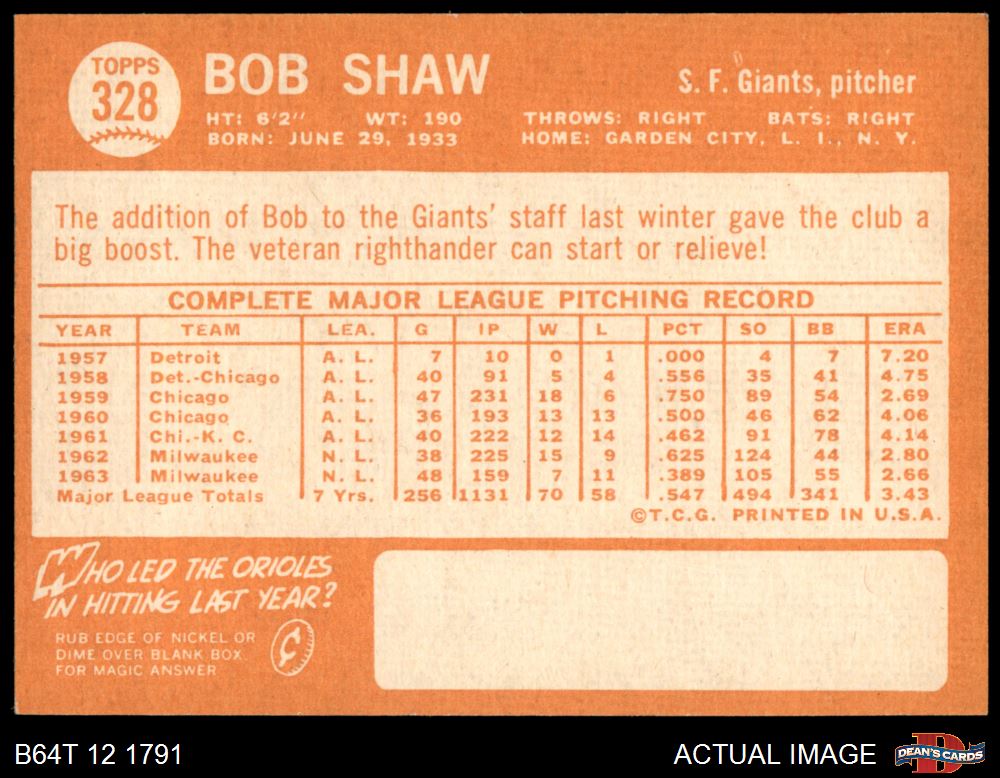 TOPPS
328
BOB SHAW
S. F. Giants, pitcher
HT: 6'2" WT: 190 THROWS: RIGHT BATS: RIGHT
BORN: JUNE 29, 1933 HOME: GARDEN CITY, L. I., N. Y.
The addition of Bob to the Giants' staff last winter gave the club a
big boost. The veteran righthander can start or relieve!
COMPLETE MAJOR LEAGUE PITCHING RECORD
YEAR TEAM LEA. G IP W L PCT SO BB ERA
1957 Detroit A. L. 7 10 0 1 .000 4 7 7.20
1958 Det.-Chicago A. L. 40 91 5 4 .556 35 41 4.75
1959 Chicago A. L. 47 231 18 6 .750 89 54 2.69
1960 Chicago A. L. 36 193 13 13 .500 46 62 4.06
1961 Chi.-K. C. A. L. 40 222 12 14 .462 91 78 4.14
1962 Milwaukee N. L. 38 225 15 9 .625 124 44 2.80
1963 Milwaukee N. L. 48 159 7 11 .389 105 55 2.66
Major League Totals 7 Yrs. 256 1131 70 58 .547 494 341 3.43
©T.C.G. PRINTED IN U.S.A.
WHO LED THE ORIOLES
IN HITTING LAST YEAR?
RUB EDGE OF NICKEL OR
DIME OVER BLANK BOX
FOR MAGIC ANSWER
¢
B64T 12 1791
ACTUAL IMAGE
DEAN'S CARDS